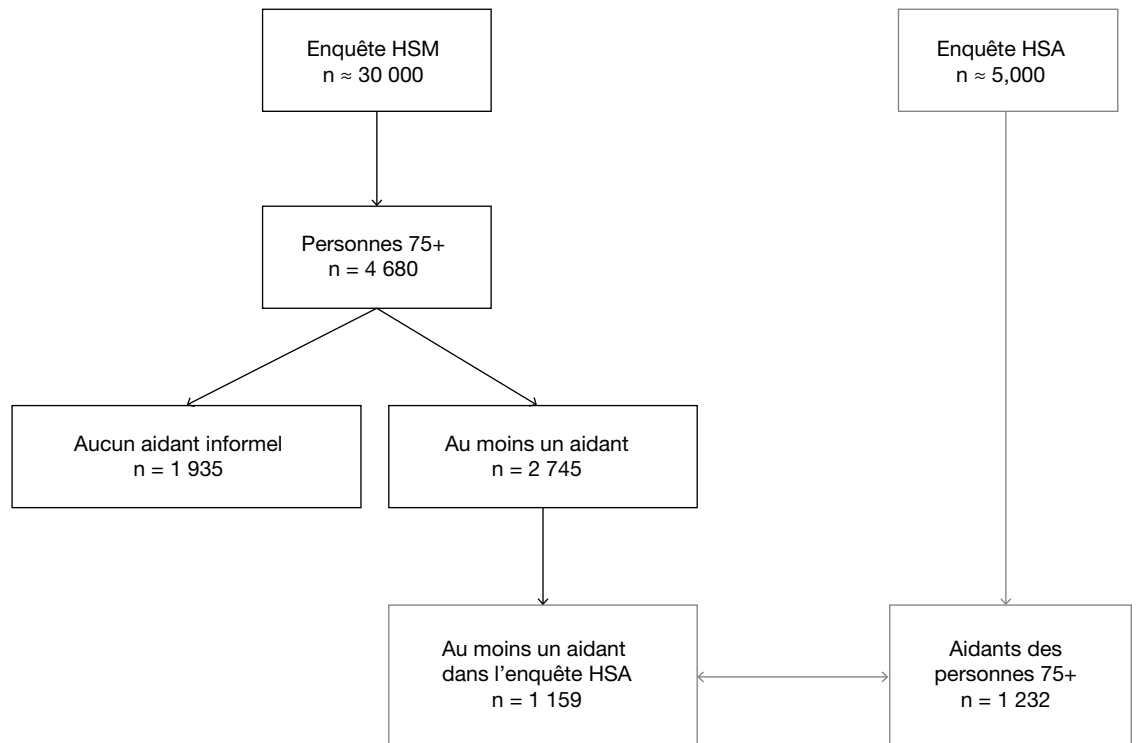 Enquête HSM
n ≈ 30 000
Enquête HSA
n ≈ 5,000
Personnes 75+
n = 4 680
Aucun aidant informel
n = 1 935
Au moins un aidant
n = 2 745
Au moins un aidant
dans l’enquête HSA
n = 1 159
Aidants des
personnes 75+
n = 1 232